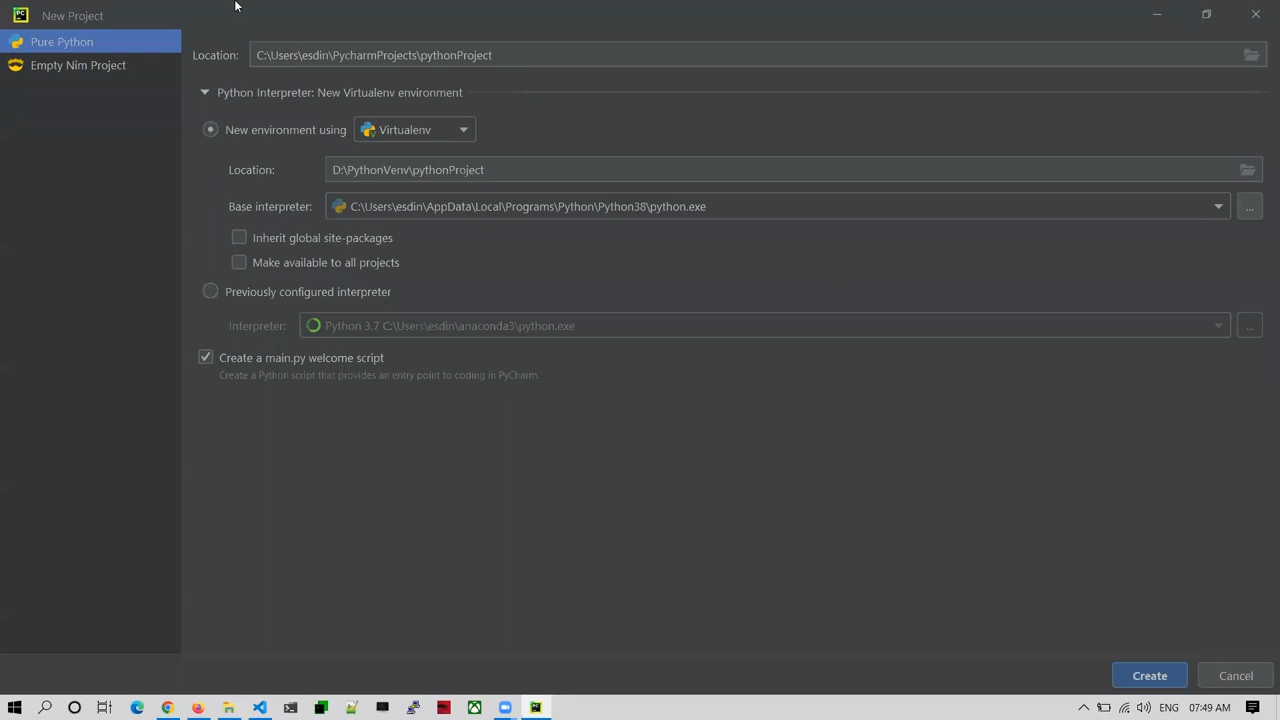 New Project
Pure Python
Empty Nim Project
Location: C:\Users\esdin\PycharmProjects\pythonProject
Python Interpreter: New Virtualenv environment
New environment using Virtualenv
Location: D:\PythonVenv\pythonProject
Base interpreter: C:\Users\esdin\AppData\Local\Programs\Python\Python38\python.exe ...
Inherit global site-packages
Make available to all projects
Previously configured interpreter
Interpreter: Python 3.7 C:\Users\esdin\anaconda3\python.exe ...
Create a main.py welcome script
Create a Python script that provides an entry point to coding in PyCharm.
Create Cancel
ENG 07:49 AM